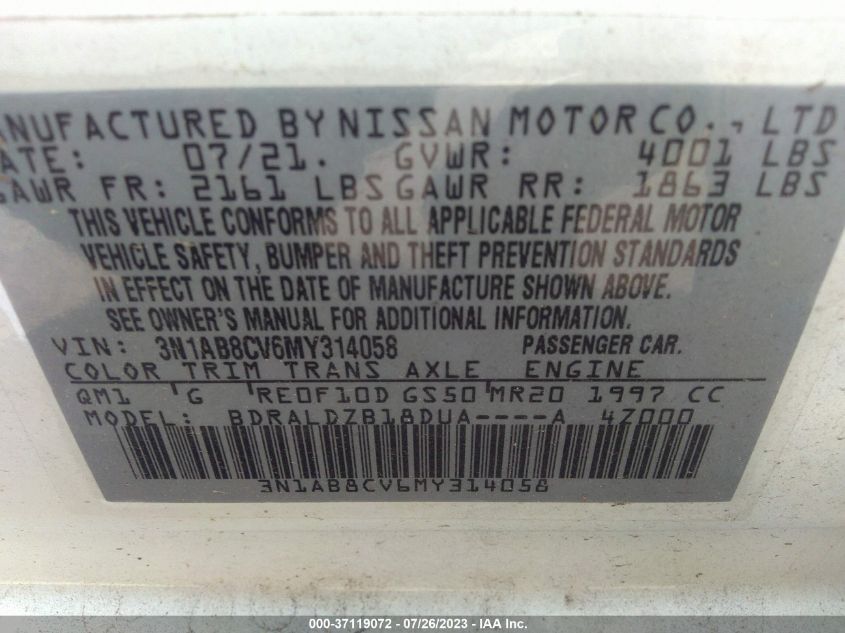 ANUFACTURED BY NISSAN MOTOR CO., LTD
ATE: 07/21. GVWR: 4001 LBS
GAWR FR: 2161 LBS GAWR RR: 1863 LBS
THIS VEHICLE CONFORMS TO ALL APPLICABLE FEDERAL MOTOR
VEHICLE SAFETY, BUMPER AND THEFT PREVENTION STANDARDS
IN EFFECT ON THE DATE OF MANUFACTURE SHOWN ABOVE.
SEE OWNER'S MANUAL FOR ADDITIONAL INFORMATION.
VIN: 3N1AB8CV6MY314058 PASSENGER CAR.
COLOR TRIM TRANS AXLE ENGINE
QM1 G RE0F10D GS50 MR20 1997 CC
MODEL: BDRALDZB18DUA----A 4Z000
3N1AB8CV6MY314058
000-37119072 - 07/26/2023 - IAA Inc.